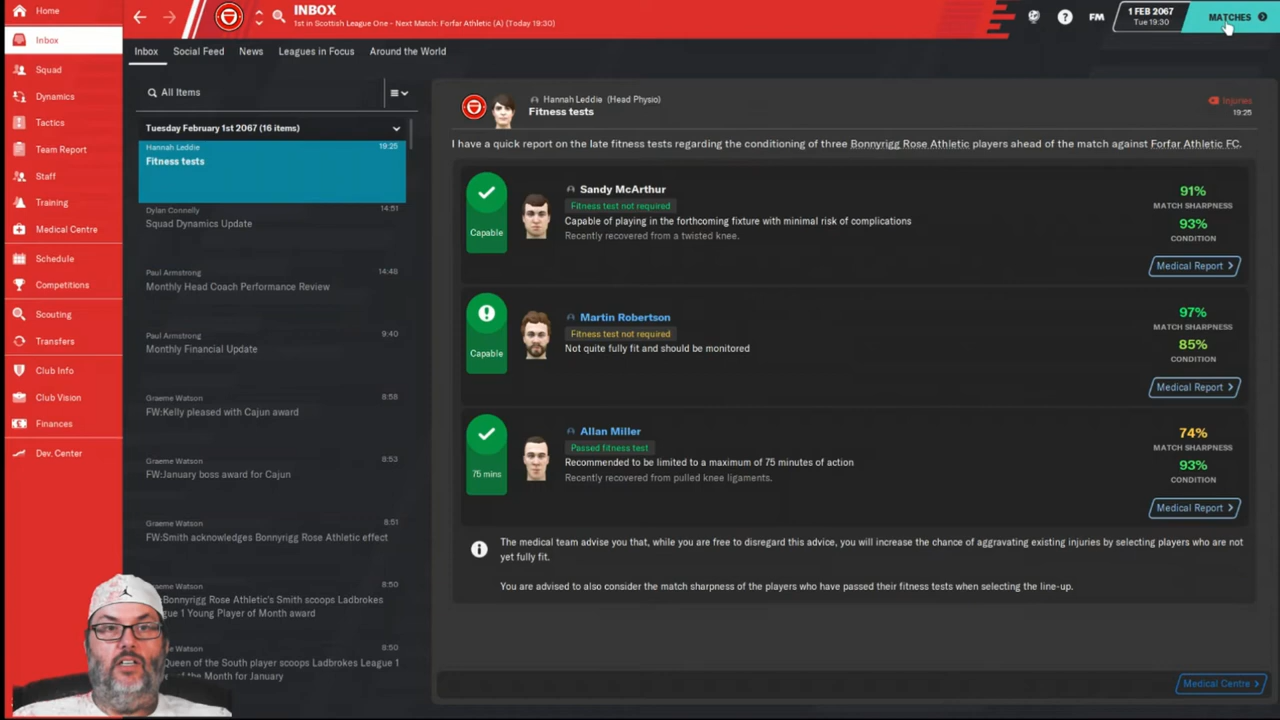 Home
INBOX
1st in Scottish League One - Next Match: Forfar Athletic (A) (Today 19:30)
?
FM
1 FEB 2067
Tue 19:30
MATCHES
Inbox
Squad
Dynamics
Tactics
Team Report
Staff
Training
Medical Centre
Schedule
Competitions
Scouting
Transfers
Club Info
Club Vision
Finances
Dev. Center
Inbox
Social Feed
News
Leagues in Focus
Around the World
All Items
Tuesday February 1st 2067 (16 items)
Hannah Leddie
19:25
Fitness tests
Dylan Connelly
14:51
Squad Dynamics Update
Paul Armstrong
14:48
Monthly Head Coach Performance Review
Paul Armstrong
9:40
Monthly Financial Update
Graeme Watson
8:58
FW:Kelly pleased with Cajun award
Graeme Watson
8:53
FW:January boss award for Cajun
Graeme Watson
8:51
FW:Smith acknowledges Bonnyrigg Rose Athletic effect
Graeme Watson
8:50
Bonnyrigg Rose Athletic's Smith scoops Ladbrokes
gue 1 Young Player of Month award
8:50
Queen of the South player scoops Ladbrokes League 1
of the Month for January
Hannah Leddie (Head Physio)
Fitness tests
Injuries
19:25
I have a quick report on the late fitness tests regarding the conditioning of three Bonnyrigg Rose Athletic players ahead of the match against Forfar Athletic FC.
Capable
Sandy McArthur
Fitness test not required
Capable of playing in the forthcoming fixture with minimal risk of complications
Recently recovered from a twisted knee.
91%
MATCH SHARPNESS
93%
CONDITION
Medical Report
Capable
Martin Robertson
Fitness test not required
Not quite fully fit and should be monitored
97%
MATCH SHARPNESS
85%
CONDITION
Medical Report
75 mins
Allan Miller
Passed fitness test
Recommended to be limited to a maximum of 75 minutes of action
Recently recovered from pulled knee ligaments.
74%
MATCH SHARPNESS
93%
CONDITION
Medical Report
The medical team advise you that, while you are free to disregard this advice, you will increase the chance of aggravating existing injuries by selecting players who are not
yet fully fit.
You are advised to also consider the match sharpness of the players who have passed their fitness tests when selecting the line-up.
Medical Centre